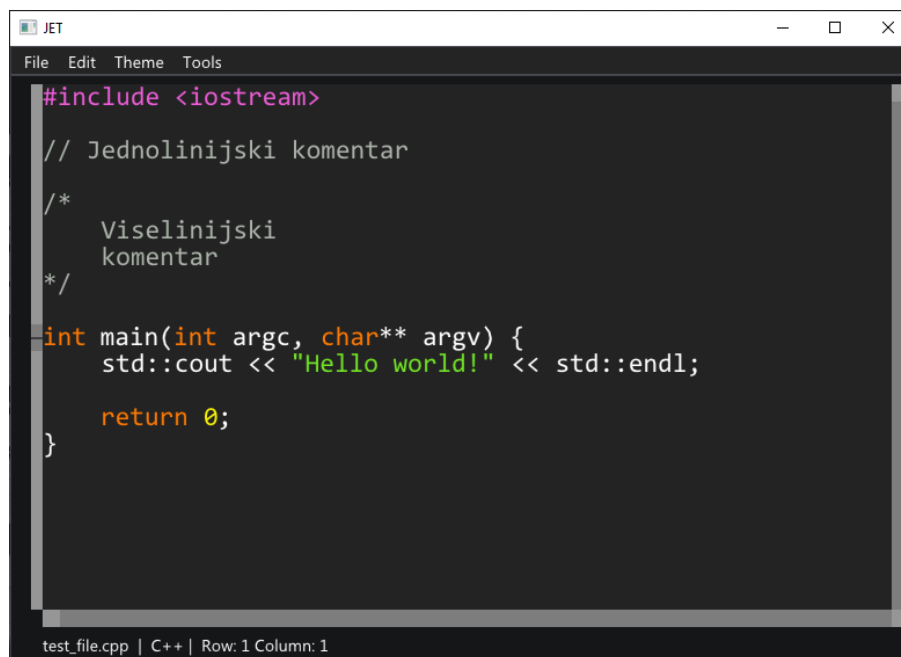 JET
File Edit Theme Tools
#include <iostream>
// Jednolinijski komentar
/*
    Viselinijski
    komentar
*/
int main(int argc, char** argv) {
    std::cout << "Hello world!" << std::endl;
    return 0;
}
test_file.cpp | C++ | Row: 1 Column: 1